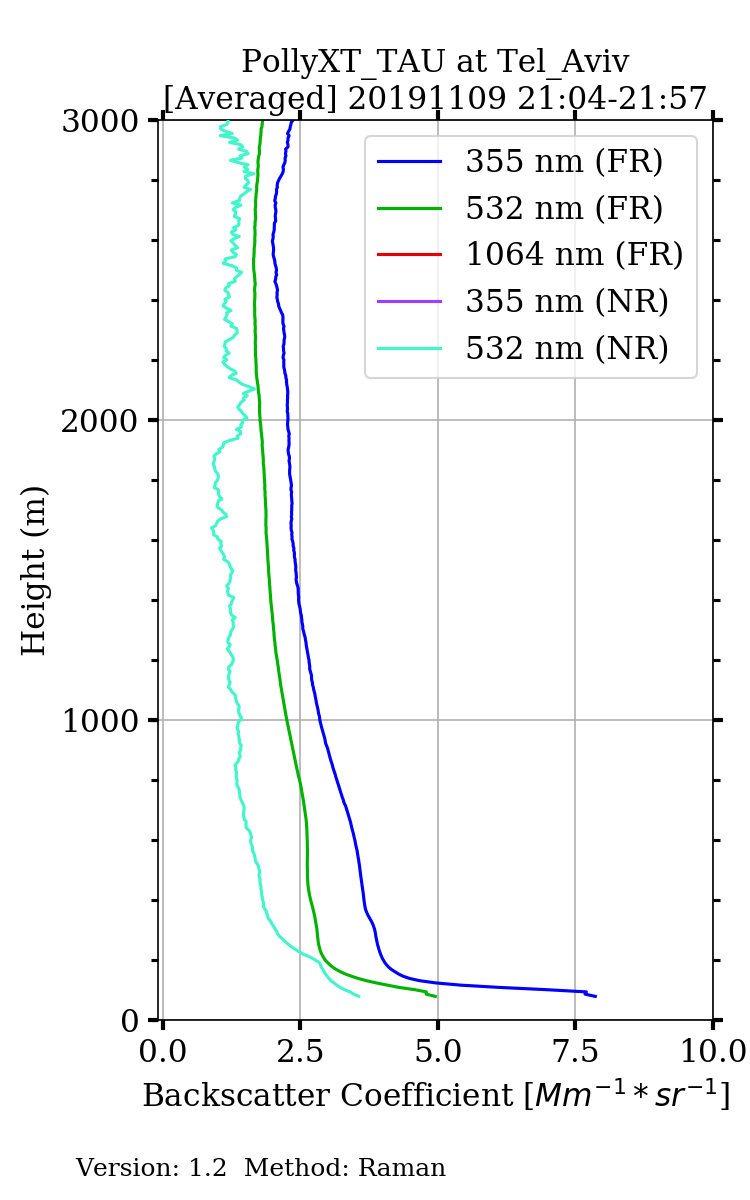 PollyXT_TAU at Tel_Aviv
[Averaged] 20191109 21:04-21:57
3000
355 nm (FR)
532 nm (FR)
1064 nm (FR)
355 nm (NR)
532 nm (NR)
2000
Height (m)
1000
0
0.0 2.5 5.0 7.5 10.0
Backscatter Coefficient [Mm⁻¹*sr⁻¹]
Version: 1.2 Method: Raman